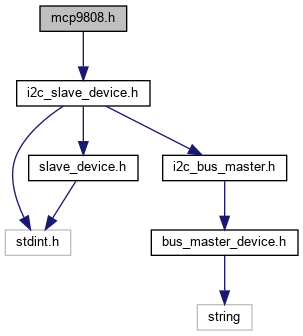 mcp9808.h
i2c_slave_device.h
slave_device.h
i2c_bus_master.h
stdint.h
bus_master_device.h
string